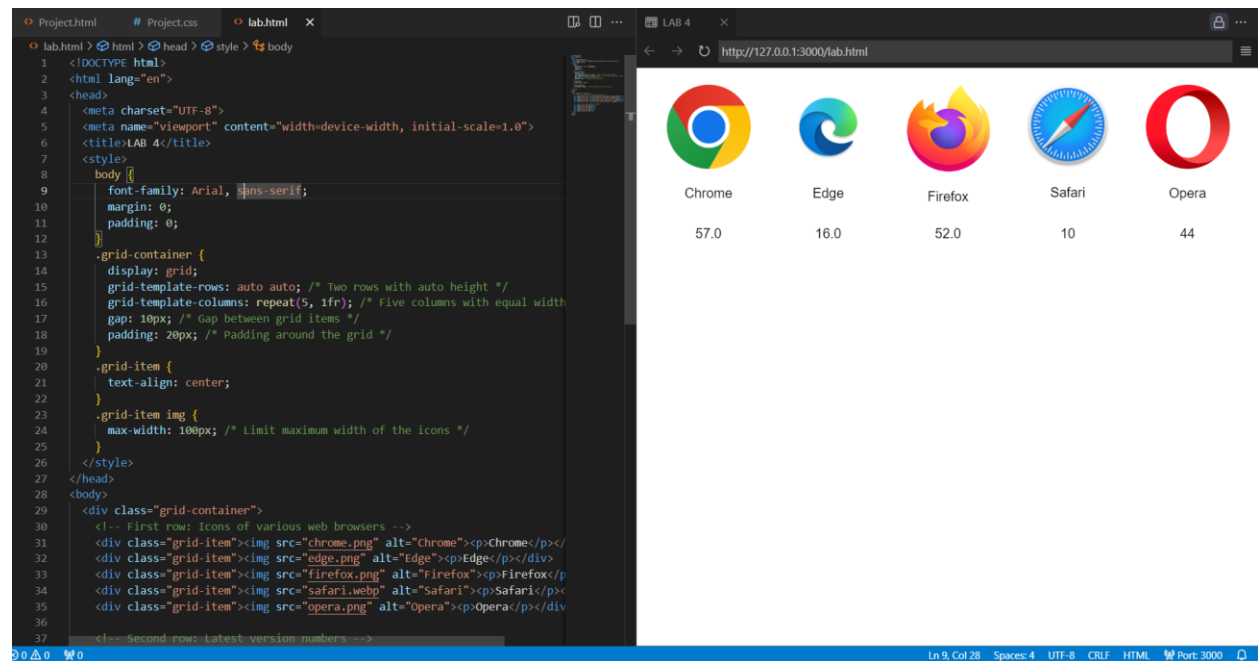 Project.html # Project.css lab.html
lab.html > html > head > style > body
1 <!DOCTYPE html>
2 <html lang="en">
3 <head>
4 <meta charset="UTF-8">
5 <meta name="viewport" content="width=device-width, initial-scale=1.0">
6 <title>LAB 4</title>
7 <style>
8 body {
9 font-family: Arial, sans-serif;
10 margin: 0;
11 padding: 0;
12 }
13 .grid-container {
14 display: grid;
15 grid-template-rows: auto auto; /* Two rows with auto height */
16 grid-template-columns: repeat(5, 1fr); /* Five columns with equal width
17 gap: 10px; /* Gap between grid items */
18 padding: 20px; /* Padding around the grid */
19 }
20 .grid-item {
21 text-align: center;
22 }
23 .grid-item img {
24 max-width: 100px; /* Limit maximum width of the icons */
25 }
26 </style>
27 </head>
28 <body>
29 <div class="grid-container">
30 <!-- First row: Icons of various web browsers -->
31 <div class="grid-item"><img src="chrome.png" alt="Chrome"><p>Chrome</p></
32 <div class="grid-item"><img src="edge.png" alt="Edge"><p>Edge</p></div>
33 <div class="grid-item"><img src="firefox.png" alt="Firefox"><p>Firefox</p
34 <div class="grid-item"><img src="safari.webp" alt="Safari"><p>Safari</p><
35 <div class="grid-item"><img src="opera.png" alt="Opera"><p>Opera</p></div
36
37 <!-- Second row: Latest version numbers -->
LAB 4
http://127.0.0.1:3000/lab.html
Chrome Edge Firefox Safari Opera
57.0 16.0 52.0 10 44
0 0 0 Ln 9, Col 28 Spaces: 4 UTF-8 CRLF HTML Port: 3000